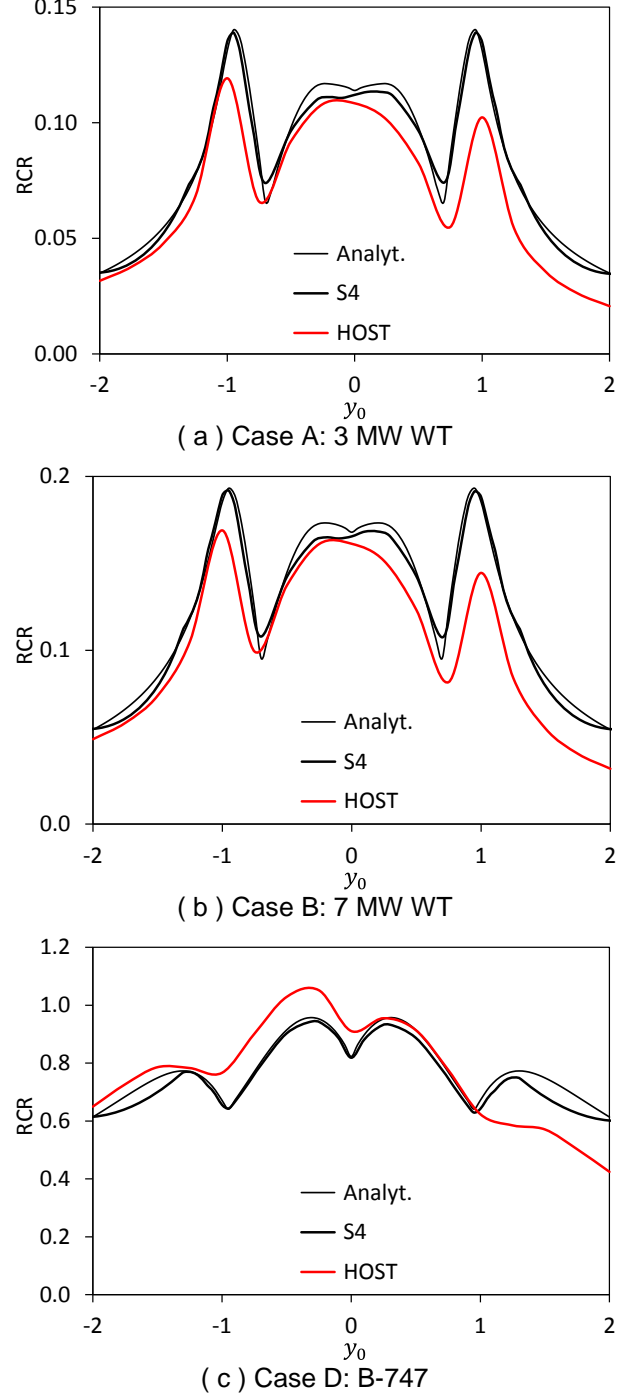 0.15
0.10
RCR
0.05
0.00
Analyt.
S4
HOST
-2 -1 0 1 2
y₀
( a ) Case A: 3 MW WT
0.2
RCR
0.1
0.0
Analyt.
S4
HOST
-2 -1 0 1 2
y₀
( b ) Case B: 7 MW WT
1.2
1.0
0.8
RCR
0.6
0.4
0.2
0.0
Analyt.
S4
HOST
-2 -1 0 1 2
y₀
( c ) Case D: B-747